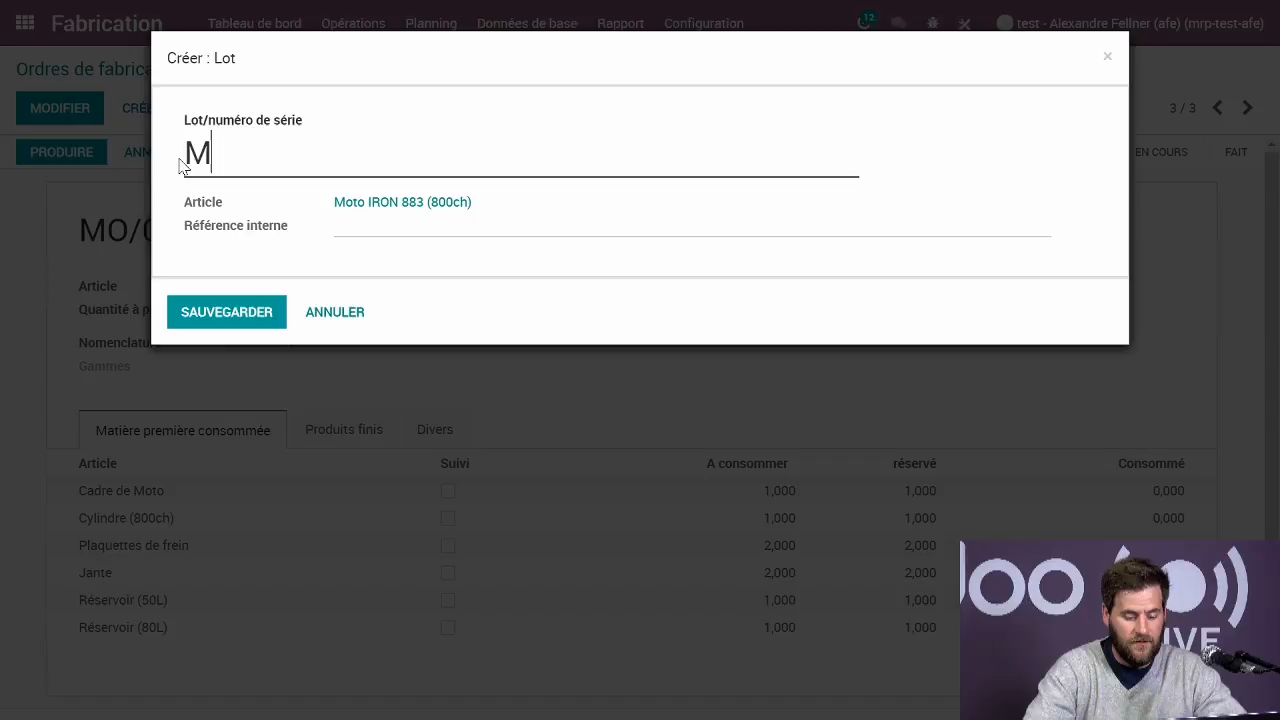 Fabrication Tableau de bord Opérations Planning Données de base Rapport Configuration 12 test - Alexandre Fellner (afe) (mrp-test-afe)
Ordres de fabrica
Créer : Lot ×
MODIFIER CRÉE 3 / 3
PRODUIRE ANN EN COURS FAIT
Lot/numéro de série
M
Article Moto IRON 883 (800ch)
Référence interne
SAUVEGARDER ANNULER
MO/0
Article
Quantité à p
Nomenclatu
Gammes
Matière première consommée Produits finis Divers
Article Suivi A consommer réservé Consommé
Cadre de Moto 1,000 1,000 0,000
Cylindre (800ch) 1,000 1,000 0,000
Plaquettes de frein 2,000 2,000
Jante 2,000 2,000
Réservoir (50L) 1,000 1,000
Réservoir (80L) 1,000 1,000
doo
IVE